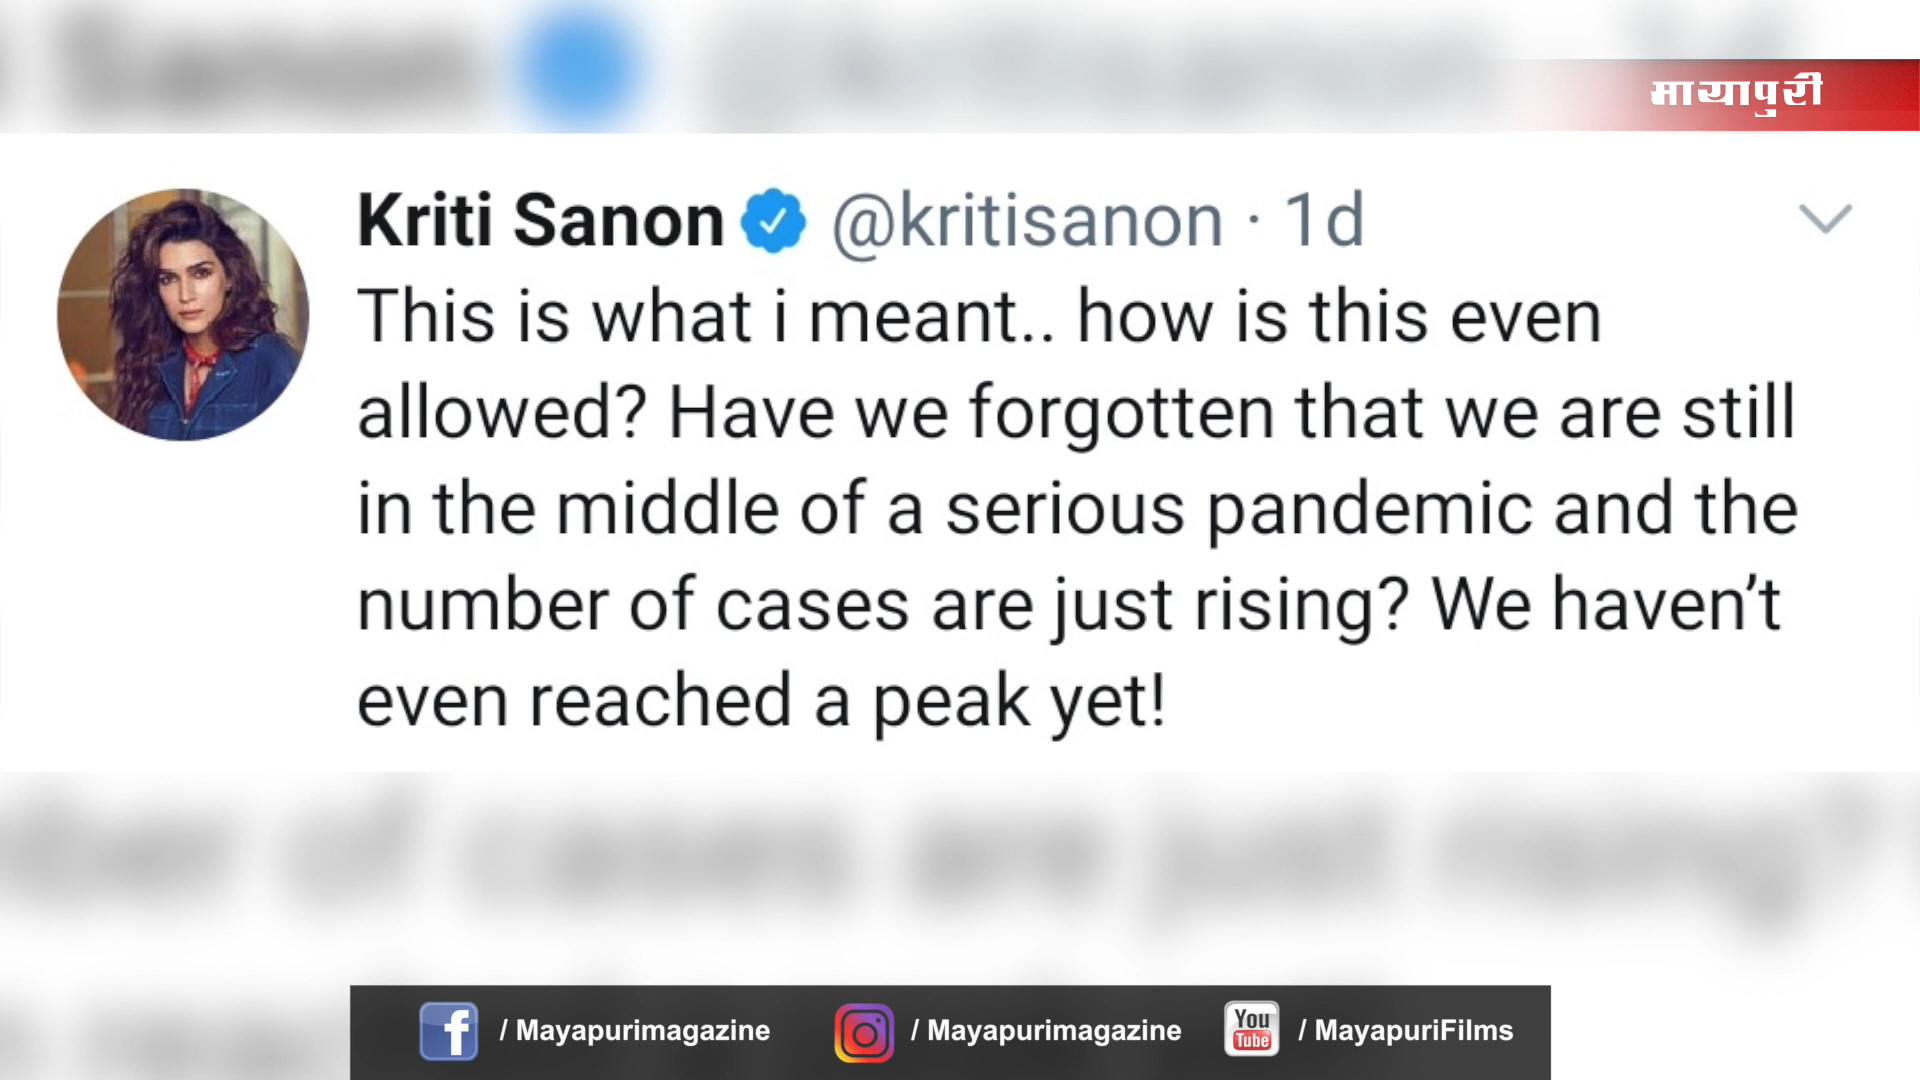 मायापुरी
Kriti Sanon @kritisanon · 1d
This is what i meant.. how is this even
allowed? Have we forgotten that we are still
in the middle of a serious pandemic and the
number of cases are just rising? We haven’t
even reached a peak yet!
/ Mayapurimagazine / Mayapurimagazine You Tube / MayapuriFilms